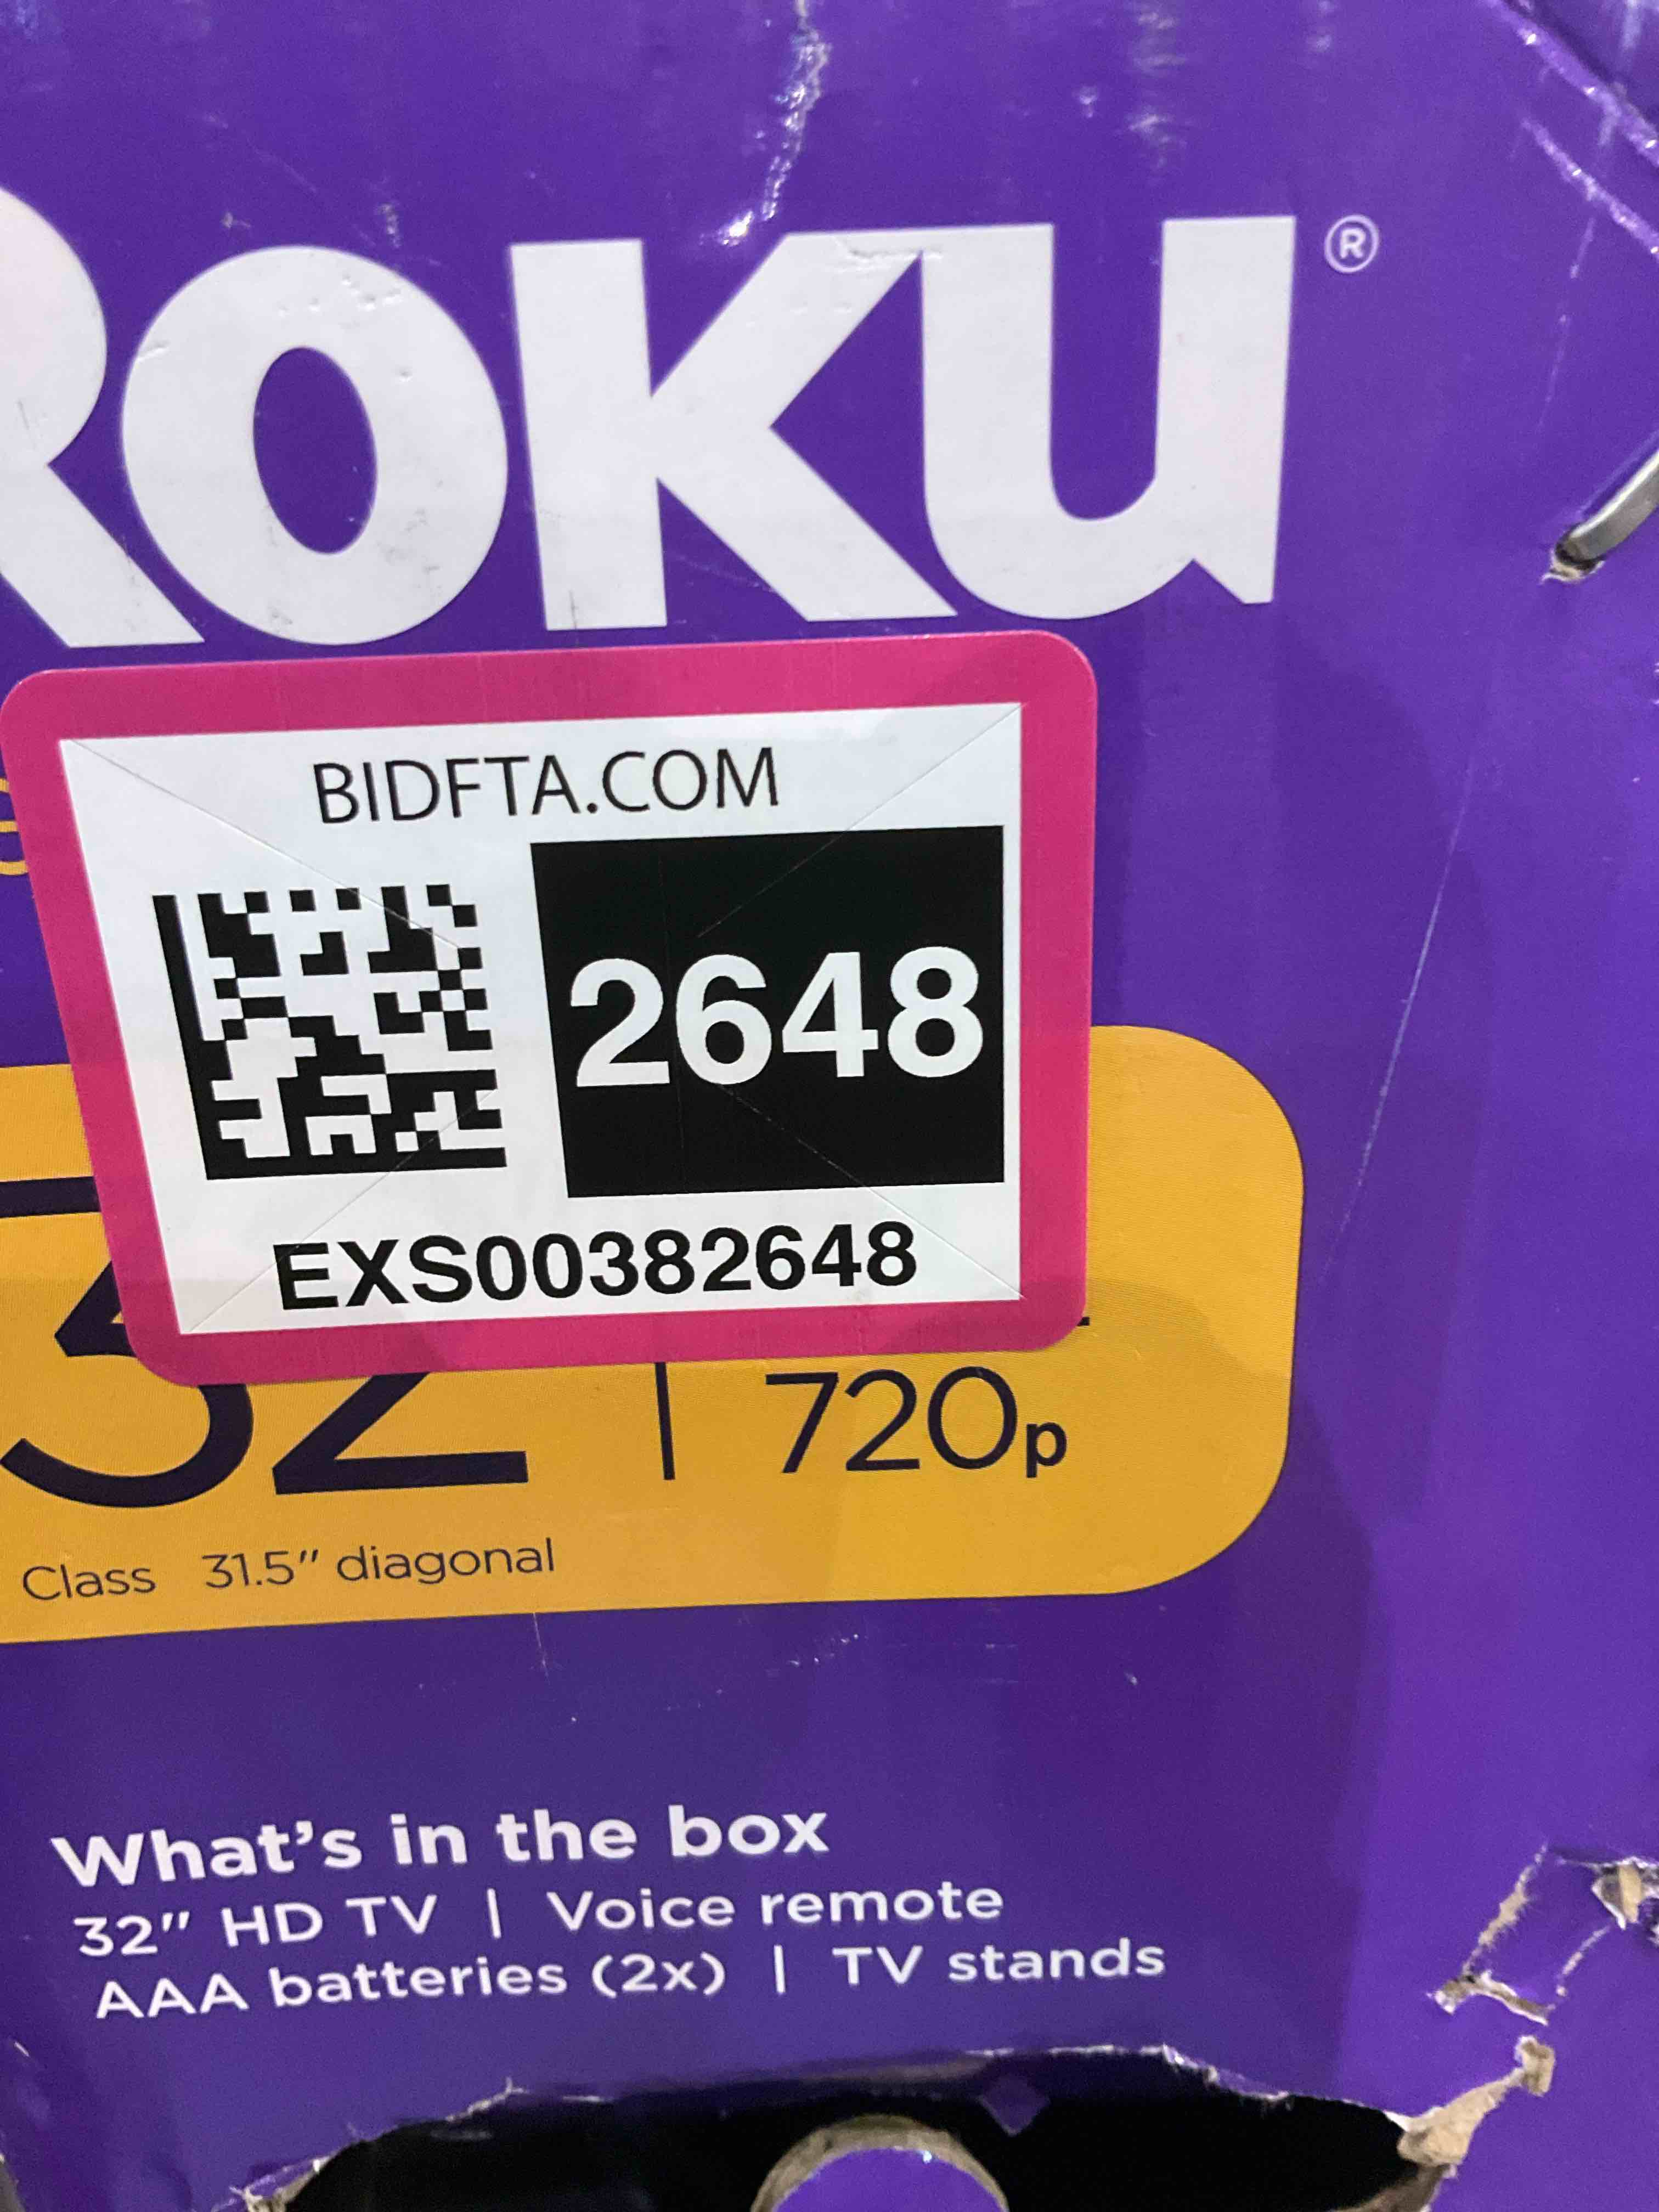 Roku®
BIDFTA.COM
2648
EXS00382648
32
720p
Class 31.5" diagonal
What's in the box
32" HD TV | Voice remote
AAA batteries (2x) | TV stands